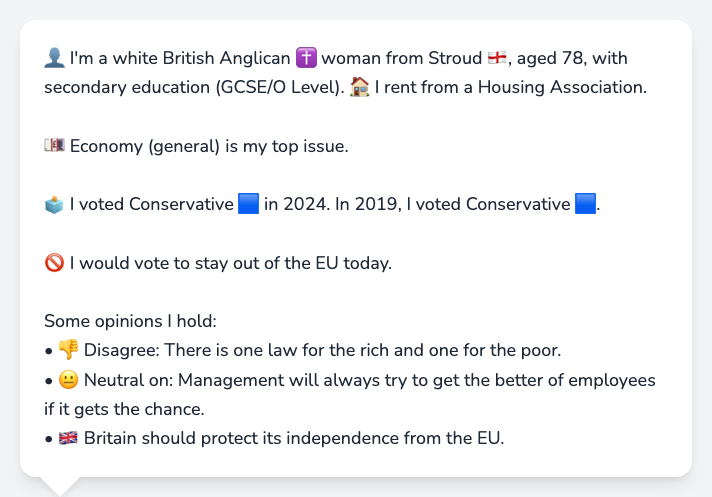 👤 I'm a white British Anglican ✝️ woman from Stroud 🏴󠁧󠁢󠁥󠁮󠁧󠁿, aged 78, with
secondary education (GCSE/O Level). 🏠 I rent from a Housing Association.
💷 Economy (general) is my top issue.
🗳️ I voted Conservative 🟦 in 2024. In 2019, I voted Conservative 🟦.
🚫 I would vote to stay out of the EU today.
Some opinions I hold:
• 👎 Disagree: There is one law for the rich and one for the poor.
• 😐 Neutral on: Management will always try to get the better of employees
if it gets the chance.
• 🇬🇧 Britain should protect its independence from the EU.